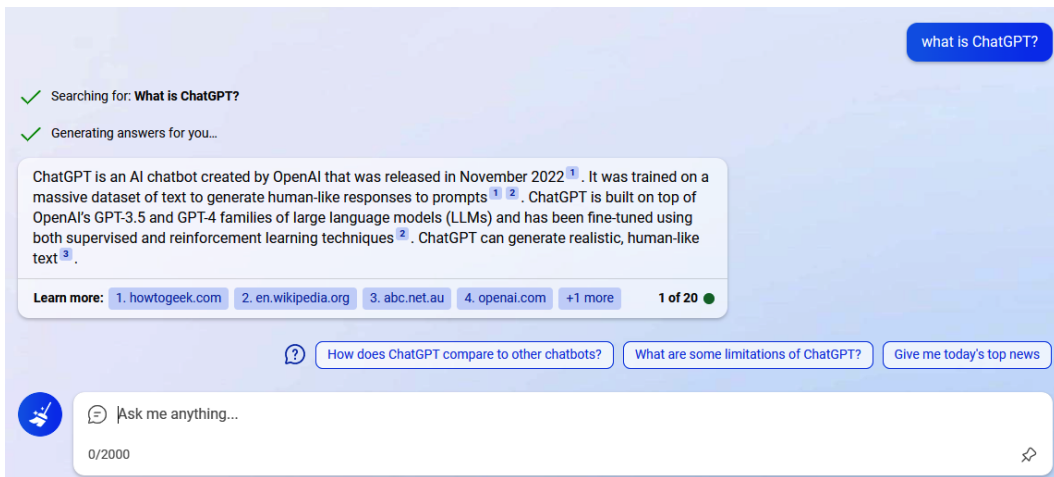 what is ChatGPT?
Searching for: What is ChatGPT?
Generating answers for you...
ChatGPT is an AI chatbot created by OpenAI that was released in November 2022 1 . It was trained on a
massive dataset of text to generate human-like responses to prompts 1 2 . ChatGPT is built on top of
OpenAI's GPT-3.5 and GPT-4 families of large language models (LLMs) and has been fine-tuned using
both supervised and reinforcement learning techniques 2 . ChatGPT can generate realistic, human-like
text 3 .
Learn more: 1. howtogeek.com 2. en.wikipedia.org 3. abc.net.au 4. openai.com +1 more 1 of 20
How does ChatGPT compare to other chatbots? What are some limitations of ChatGPT? Give me today's top news
Ask me anything...
0/2000